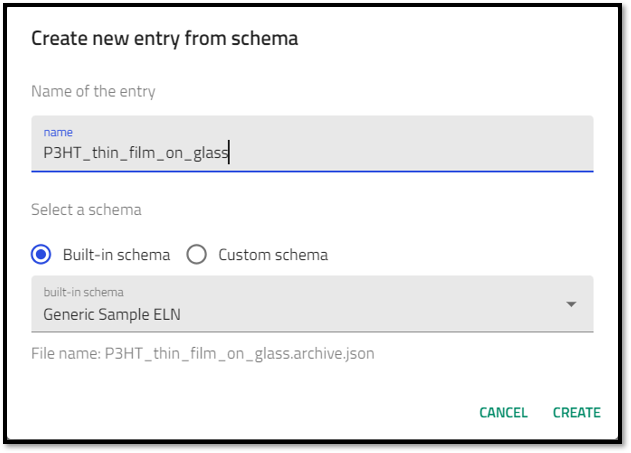 Create new entry from schema
Name of the entry
name
P3HT_thin_film_on_glass
Select a schema
Built-in schema Custom schema
built-in schema
Generic Sample ELN
File name: P3HT_thin_film_on_glass.archive.json
CANCEL CREATE